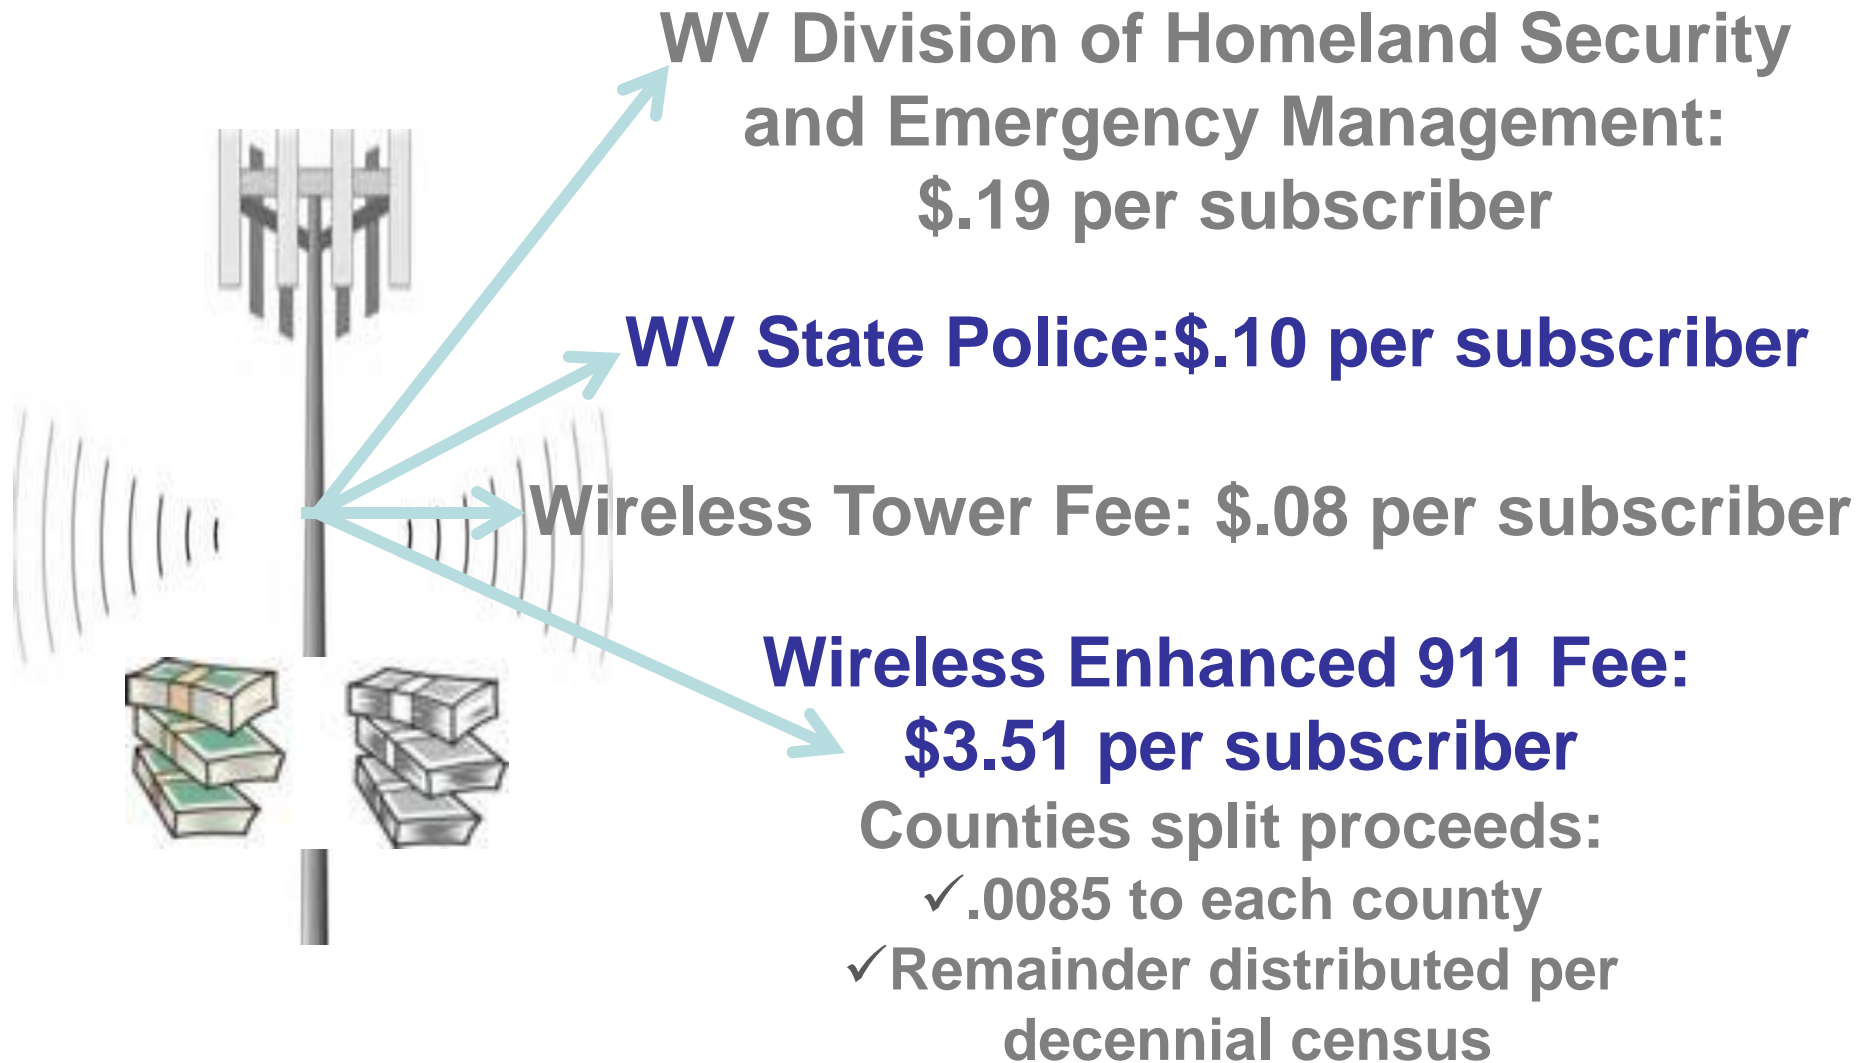 WV Division of Homeland Security
and Emergency Management:
$.19 per subscriber
WV State Police:$.10 per subscriber
Wireless Tower Fee: $.08 per subscriber
Wireless Enhanced 911 Fee:
$3.51 per subscriber
Counties split proceeds:
✓.0085 to each county
✓Remainder distributed per
decennial census